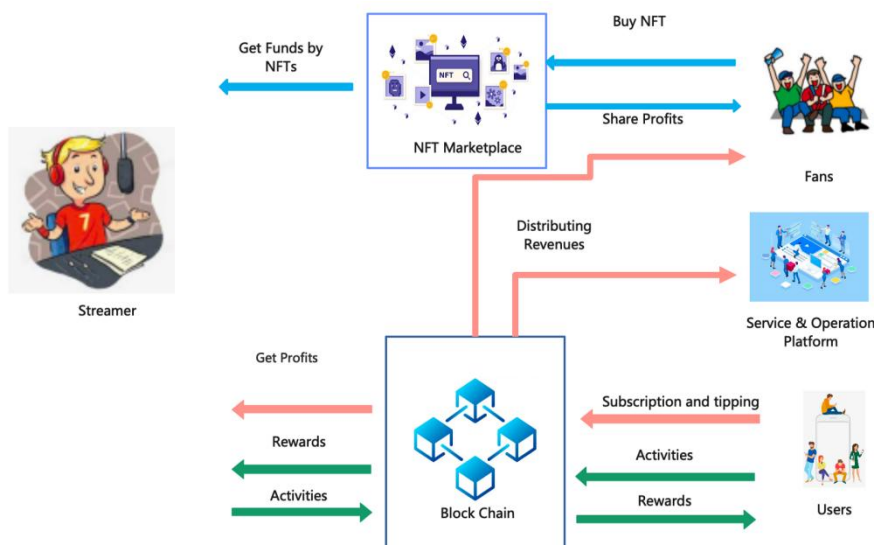 Get Funds by
NFTs
NFT
NFT Marketplace
Buy NFT
Share Profits
Fans
7
Streamer
Distributing
Revenues
Service & Operation
Platform
Get Profits
Rewards
Activities
Block Chain
Subscription and tipping
Activities
Rewards
Users